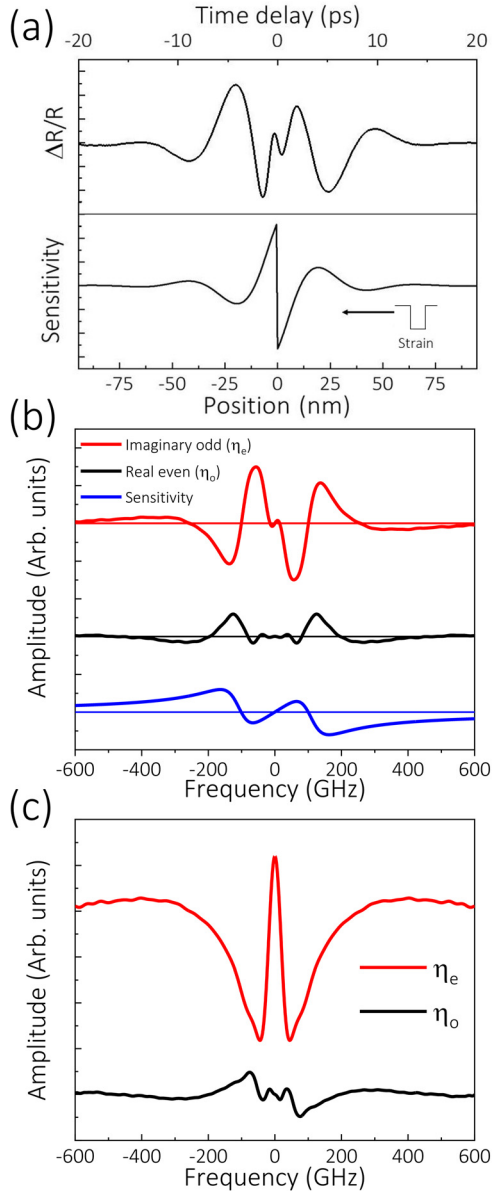 (a)
Time delay (ps)
-20 -10 0 10 20
ΔR/R
Sensitivity
Strain
-75 -50 -25 0 25 50 75
Position (nm)
(b)
Imaginary odd (ηe)
Real even (ηo)
Sensitivity
Amplitude (Arb. units)
-600 -400 -200 0 200 400 600
Frequency (GHz)
(c)
Amplitude (Arb. units)
ηe
ηo
-600 -400 -200 0 200 400 600
Frequency (GHz)